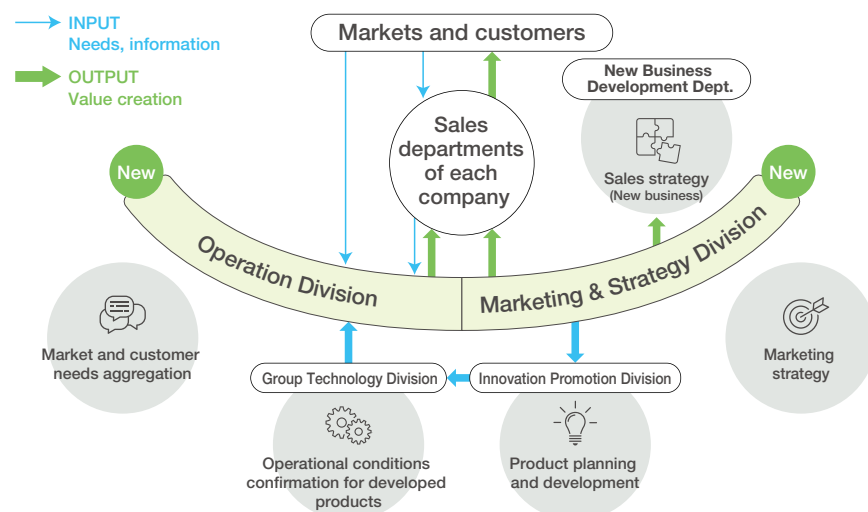 INPUT
Needs, information
OUTPUT
Value creation
Markets and customers
New Business
Development Dept.
Sales
departments
of each
company
Sales strategy
(New business)
New
New
Operation Division
Marketing & Strategy Division
Market and customer
needs aggregation
Marketing
strategy
Group Technology Division
Innovation Promotion Division
Operational conditions
confirmation for developed
products
Product planning
and development